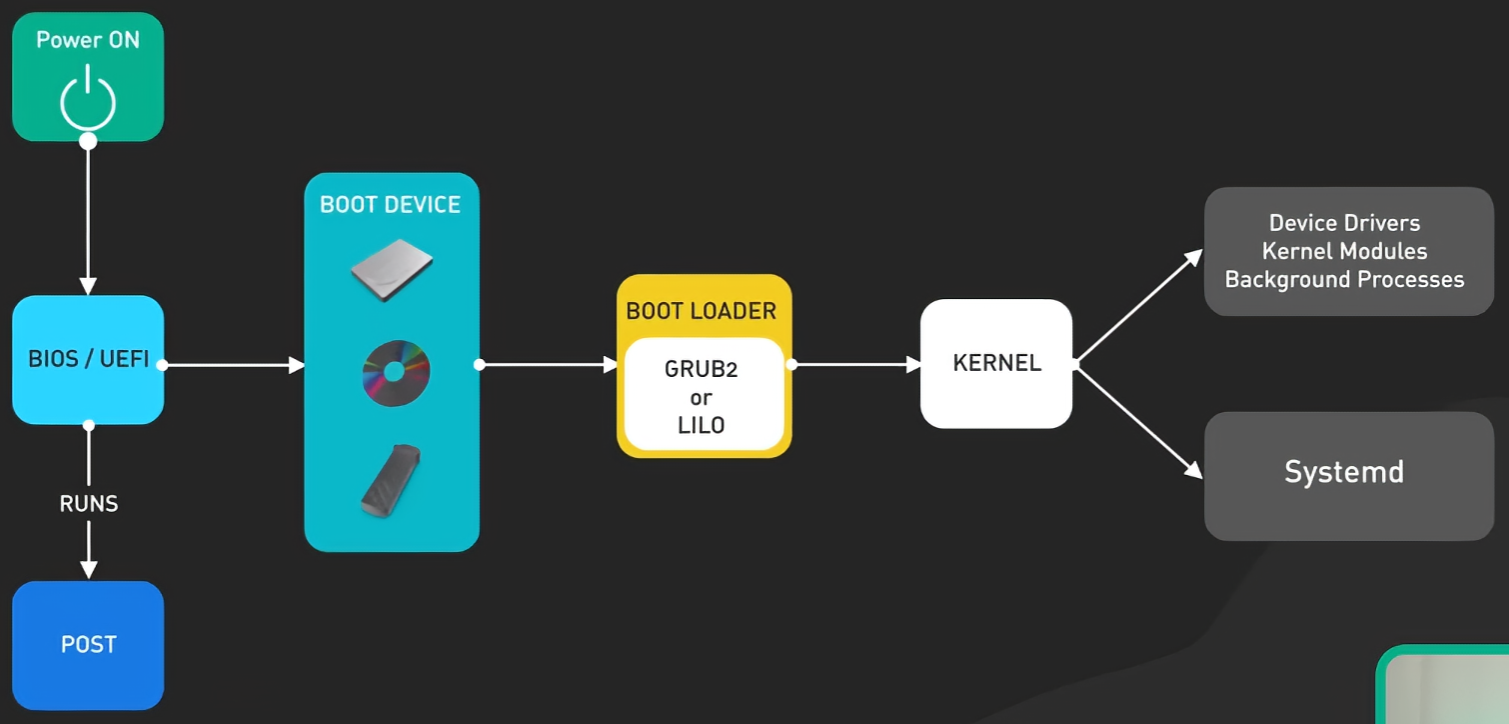 Power ON
BIOS / UEFI
RUNS
POST
BOOT DEVICE
BOOT LOADER
GRUB2
or
LILO
KERNEL
Device Drivers
Kernel Modules
Background Processes
Systemd